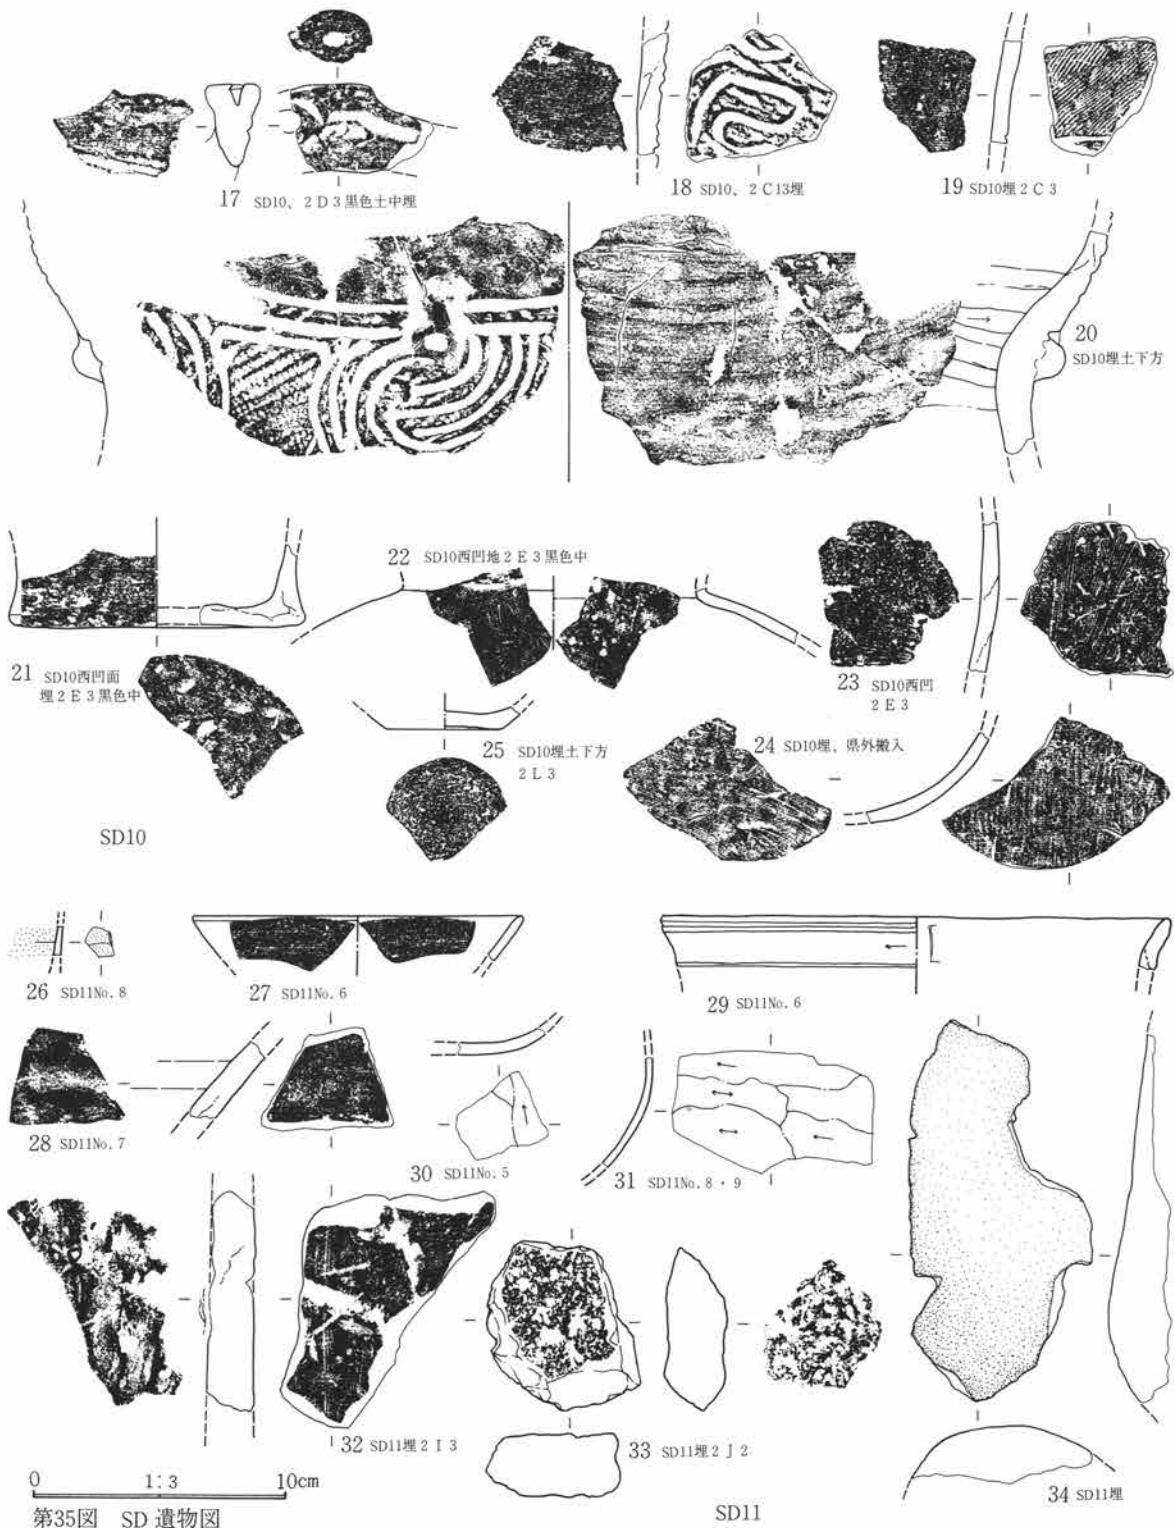 17 SD10、2D3黒色土中埋
18 SD10、2C13埋
19 SD10埋2C3
20
SD10埋土下方
21 SD10西凹面
埋2E3黒色中
22 SD10西凹地2E3黒色中
23 SD10西凹
2E3
24 SD10埋、県外搬入
25 SD10埋土下方
2L3
SD10
26 SD11No.8
27 SD11No.6
29 SD11No.6
28 SD11No.7
30 SD11No.5
31 SD11No.8・9
32 SD11埋2I3
33 SD11埋2J2
34 SD11埋
0 1:3 10cm
第35図 SD 遺物図
SD11